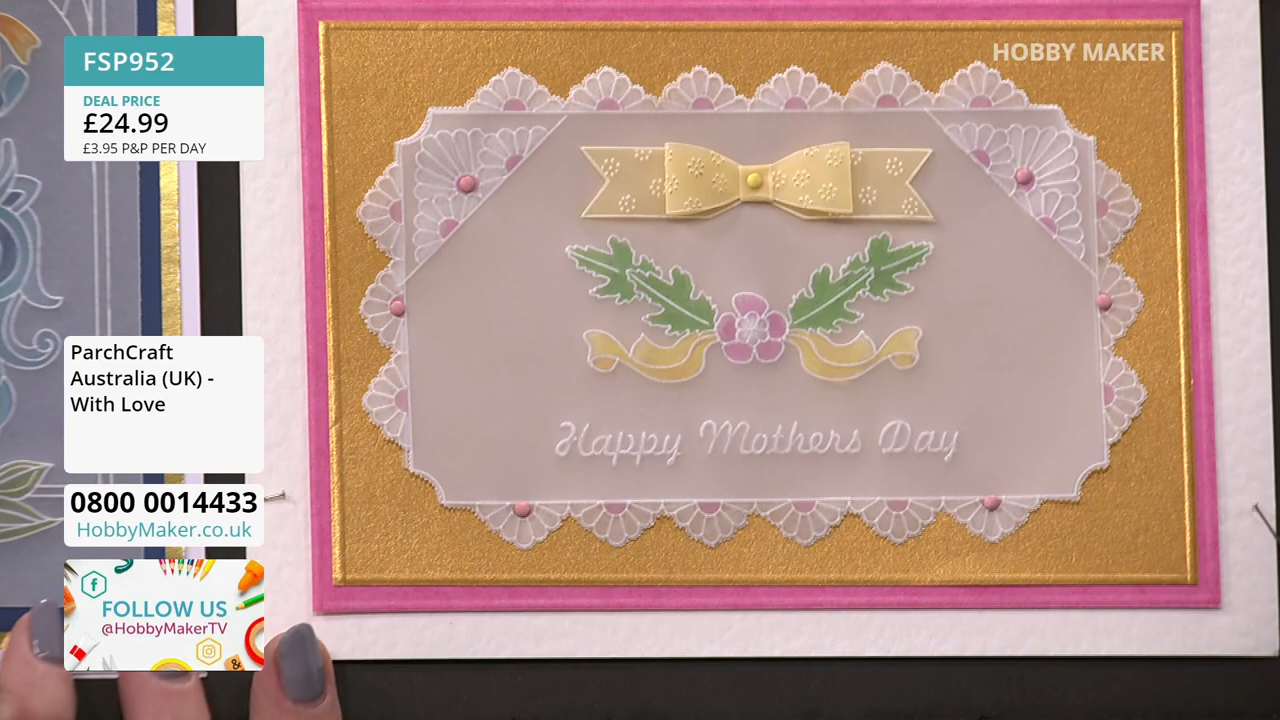 FSP952
DEAL PRICE
£24.99
£3.95 P&P PER DAY
ParchCraft
Australia (UK) -
With Love
0800 0014433
HobbyMaker.co.uk
FOLLOW US
@HobbyMakerTV
HOBBY MAKER
Happy Mothers Day